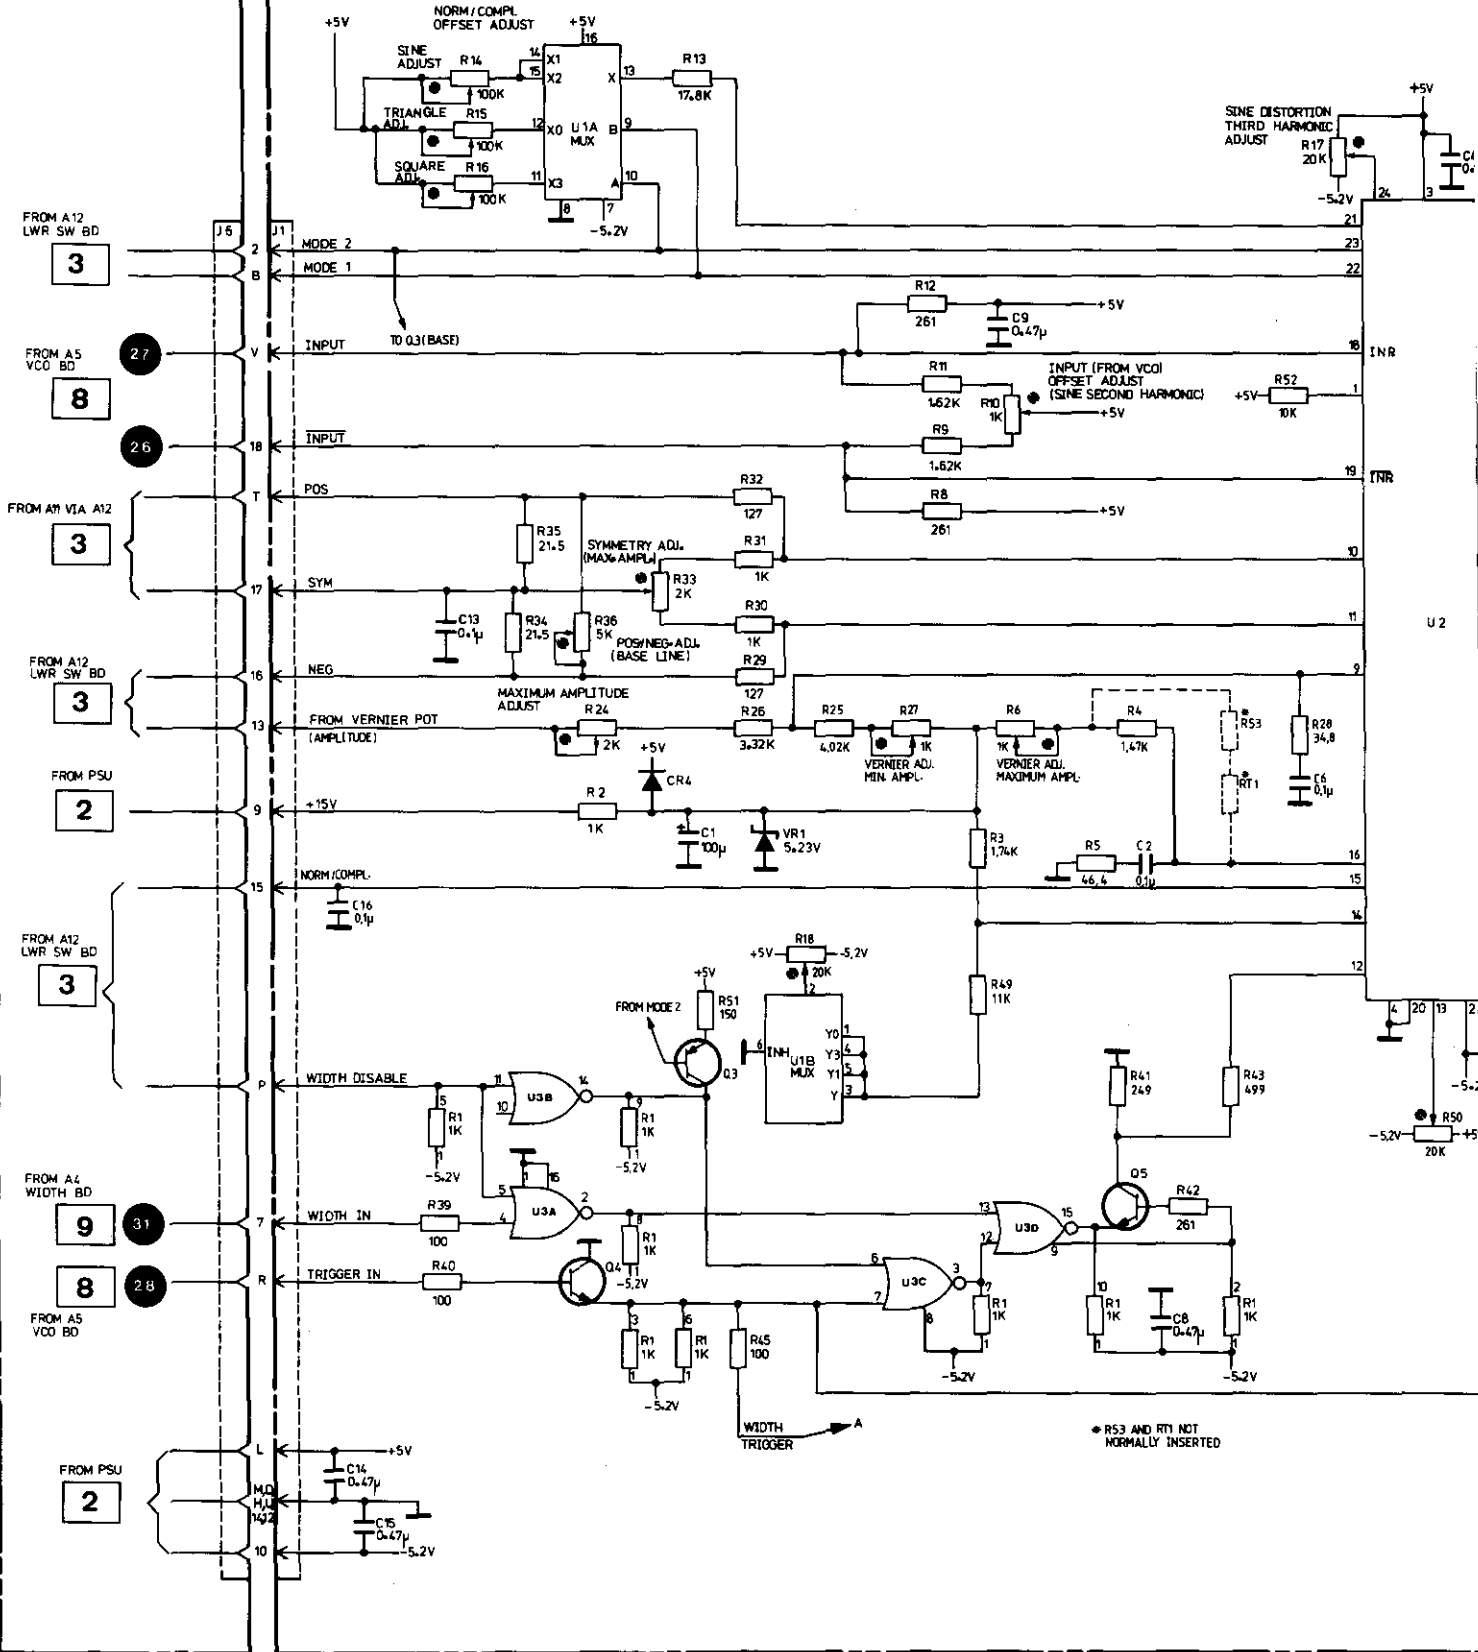 NORM/COMPL.
OFFSET ADJUST
+5V
+5V
16
SINE
ADJUST
R14
100K
14
15
X1
X2
X
13
R13
17.8K
TRIANGLE
ADJ.
R15
100K
12
X0
U1A
MUX
B
9
SQUARE
ADJ.
R16
100K
11
X3
A
10
8
7
-5.2V
+5V
SINE DISTORTION
THIRD HARMONIC
ADJUST
R17
20K
-5.2V
24
3
21
23
22
FROM A12
LWR SW BD
3
J6
J1
2
MODE 2
B
MODE 1
TO Q3(BASE)
R12
261
+5V
C9
0.47µ
FROM A5
VCO BD
27
V
INPUT
18
INR
8
R11
1.62K
R10
1K
INPUT (FROM VCO)
OFFSET ADJUST
(SINE SECOND HARMONIC)
+5V
+5V
R52
10K
1
26
18
INPUT
R9
1.62K
19
INR
R8
261
+5V
FROM A11 VIA A12
3
T
POS
R32
127
R35
21.5
SYMMETRY ADJ.
(MAX.AMPL.)
R31
1K
10
17
SYM
R33
2K
C13
0.1µ
R34
21.5
R36
5K
POS/NEG-ADJ.
(BASE LINE)
R30
1K
11
U2
R29
127
FROM A12
LWR SW BD
3
16
NEG
9
MAXIMUM AMPLITUDE
ADJUST
13
FROM VERNIER POT
(AMPLITUDE)
R24
2K
R26
3.32K
R25
4.02K
R27
1K
VERNIER ADJ.
MIN. AMPL.
R6
1K
VERNIER ADJ.
MAXIMUM AMPL.
R4
1,47K
*
R53
*
RT1
R28
34,8
C6
0,1µ
FROM PSU
2
9
+15V
R2
1K
+5V
CR4
C1
100µ
VR1
5.23V
R3
1,74K
R5
46,4
C2
0,1µ
16
15
NORM/COMPL.
C16
0,1µ
15
14
FROM A12
LWR SW BD
3
+5V
R18
20K
-5,2V
2
12
R49
11K
FROM MODE 2
+5V
R51
150
Q3
6
INH
U1B
MUX
Y0
1
Y3
4
Y1
5
Y
3
4
20
13
P
WIDTH DISABLE
11
10
U3B
14
5
R1
1K
1
-5.2V
9
R1
1K
1
-5,2V
R41
249
R43
499
R50
20K
-5,2V
1
16
FROM A4
WIDTH BD
9
31
7
WIDTH IN
R39
100
5
4
U3A
2
8
R1
1K
1
-5.2V
13
12
U3D
15
9
Q5
R42
261
8
28
FROM A5
VCO BD
R
TRIGGER IN
R40
100
Q4
6
7
U3C
3
8
-5.2V
7
R1
1K
1
10
R1
1K
1
C8
0.47µ
2
R1
1K
1
-5.2V
3
R1
1K
1
6
R1
1K
1
-5.2V
R45
100
WIDTH
TRIGGER
A
* R53 AND RT1 NOT
NORMALLY INSERTED
FROM PSU
2
L
+5V
C14
0.47µ
M,D
H,U
14,12
C15
0.47µ
10
-5.2V